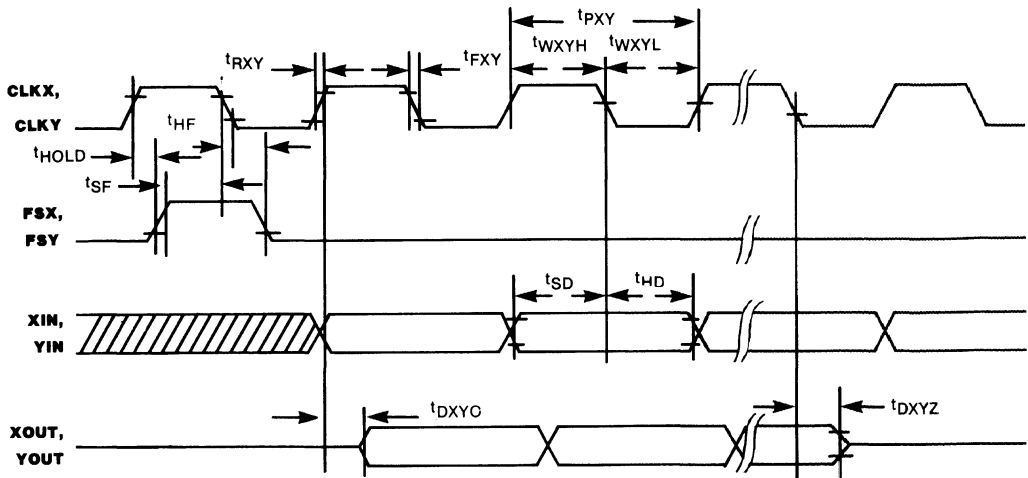 tPXY
tRXY
tFXY
tWXYH
tWXYL
CLKX,
CLKY
tHF
tHOLD
tSF
FSX,
FSY
tSD
tHD
XIN,
YIN
tDXYO
tDXYZ
XOUT,
YOUT